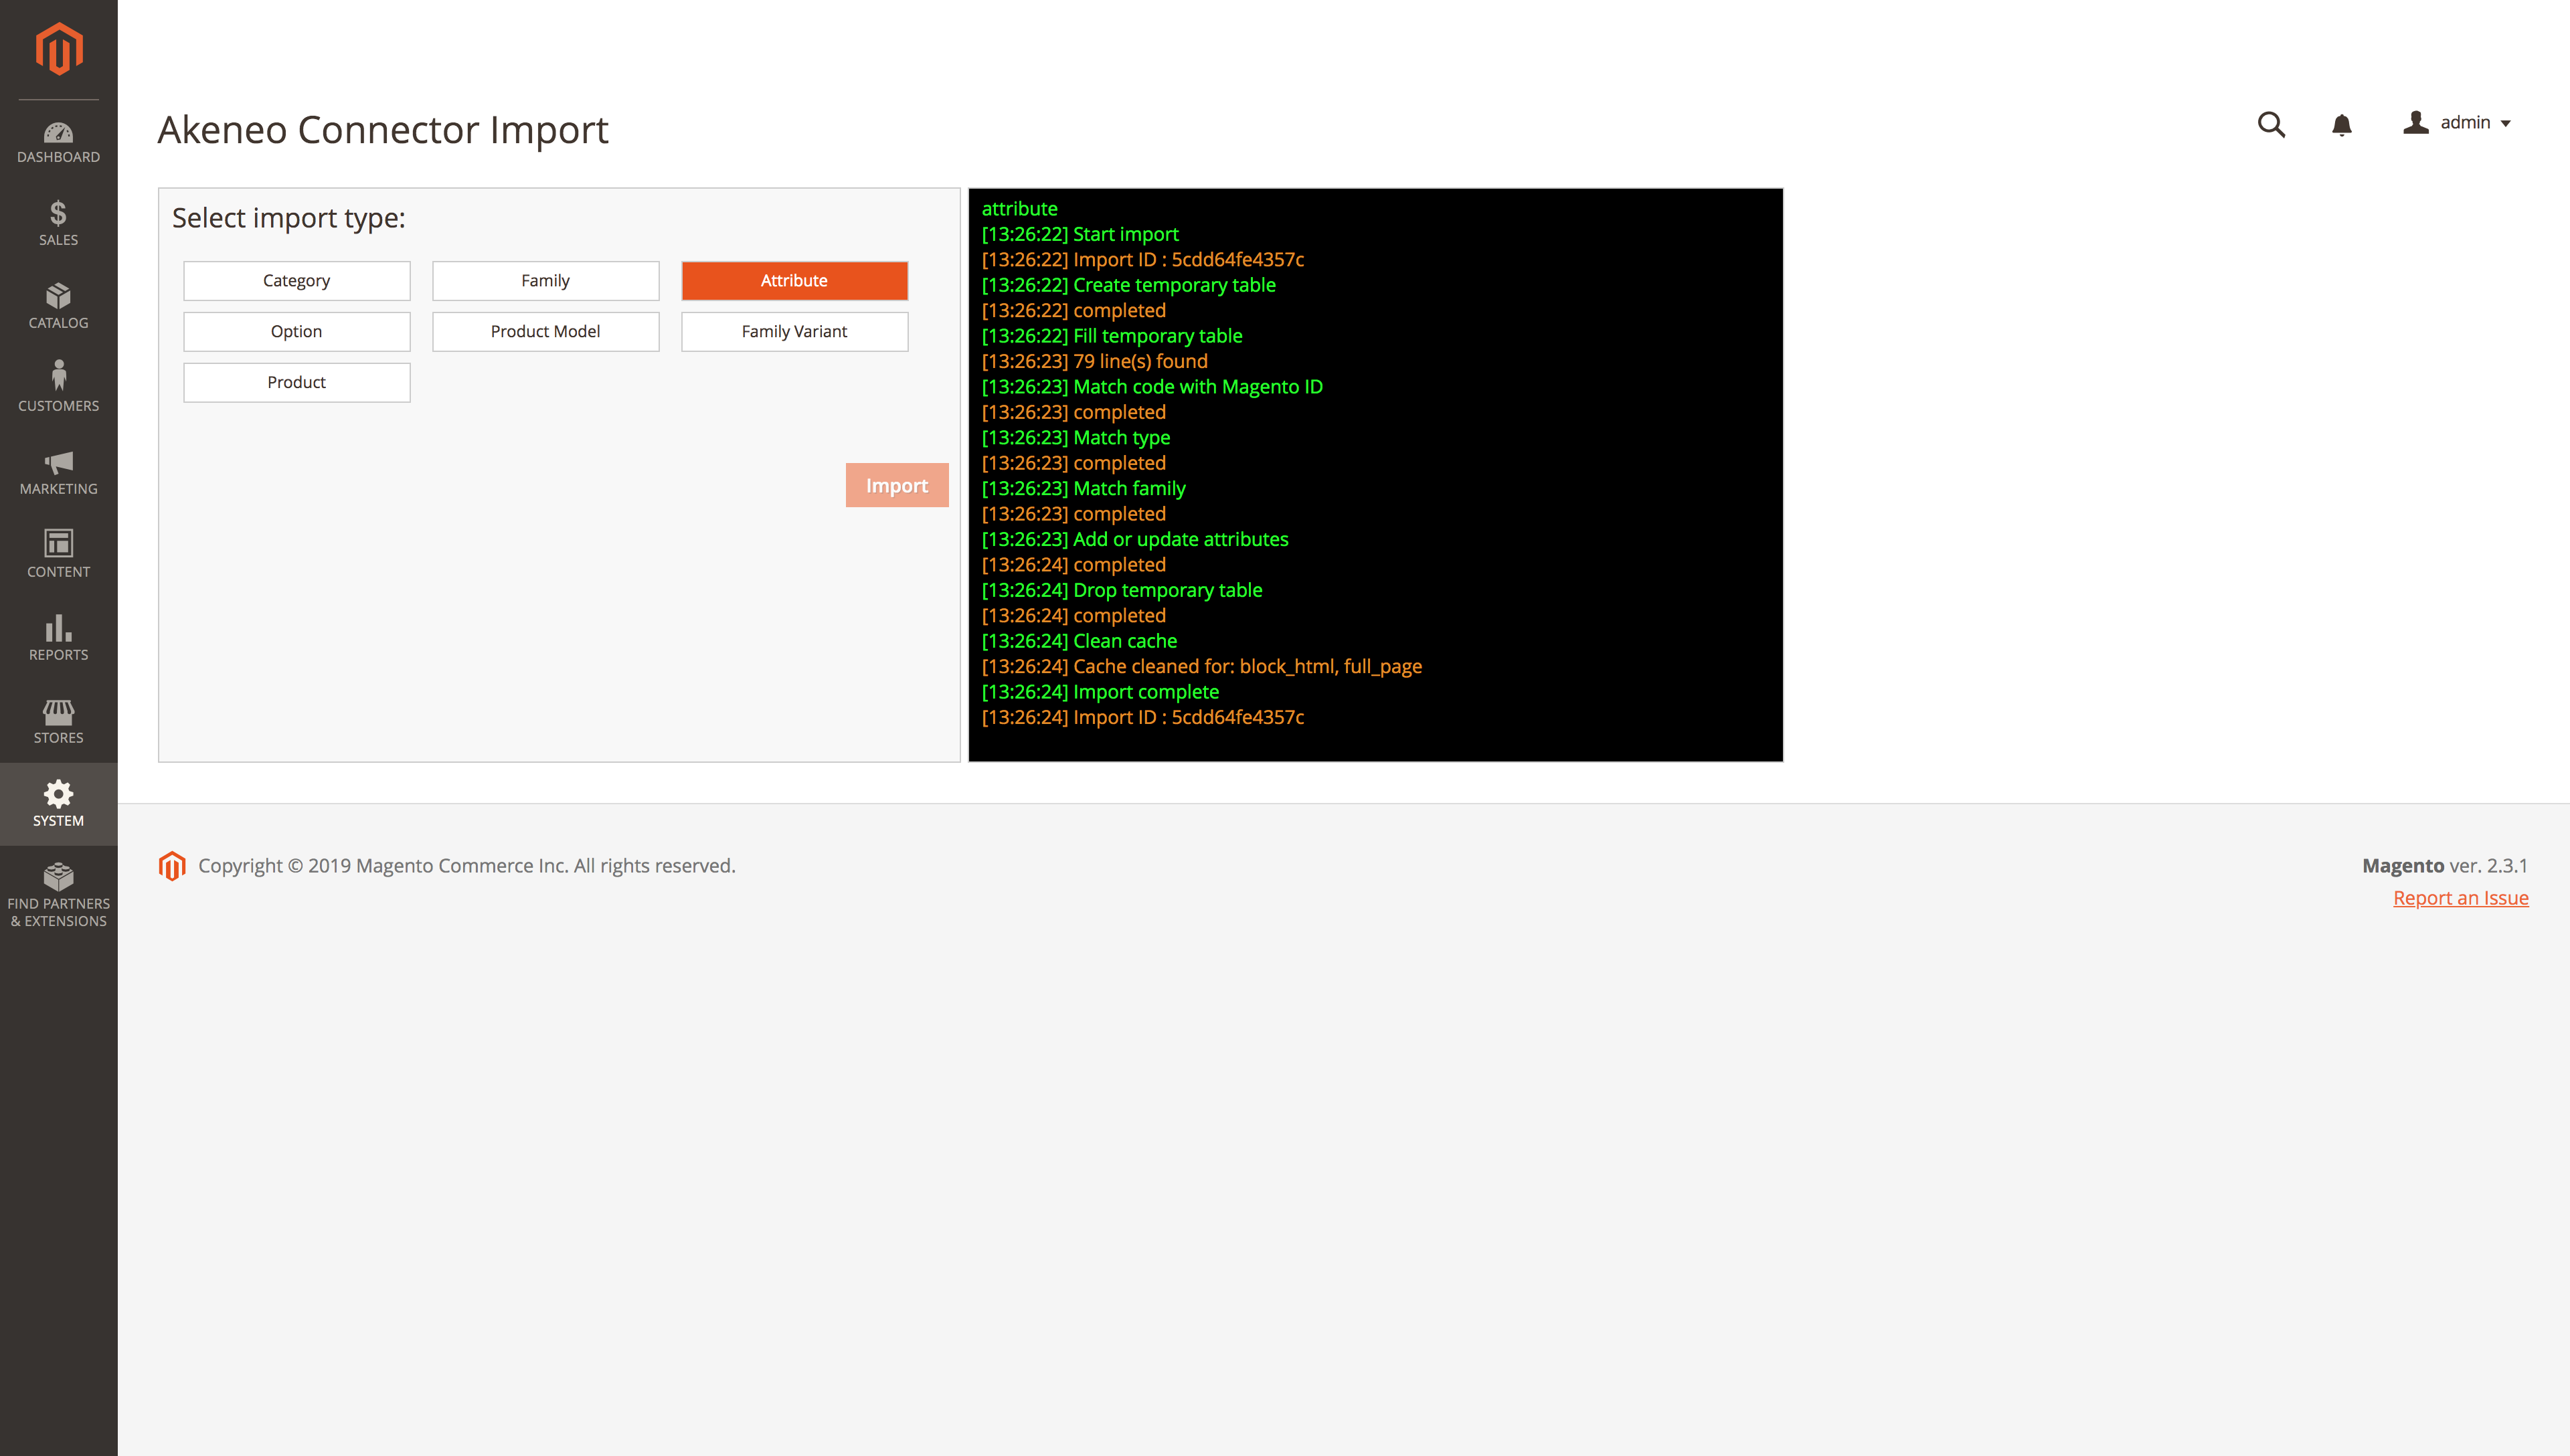 DASHBOARD
SALES
CATALOG
CUSTOMERS
MARKETING
CONTENT
REPORTS
STORES
SYSTEM
FIND PARTNERS
& EXTENSIONS
Akeneo Connector Import
admin
Select import type:
Category
Family
Attribute
Option
Product Model
Family Variant
Product
Import
attribute
[13:26:22] Start import
[13:26:22] Import ID : 5cdd64fe4357c
[13:26:22] Create temporary table
[13:26:22] completed
[13:26:22] Fill temporary table
[13:26:23] 79 line(s) found
[13:26:23] Match code with Magento ID
[13:26:23] completed
[13:26:23] Match type
[13:26:23] completed
[13:26:23] Match family
[13:26:23] completed
[13:26:23] Add or update attributes
[13:26:24] completed
[13:26:24] Drop temporary table
[13:26:24] completed
[13:26:24] Clean cache
[13:26:24] Cache cleaned for: block_html, full_page
[13:26:24] Import complete
[13:26:24] Import ID : 5cdd64fe4357c
Copyright © 2019 Magento Commerce Inc. All rights reserved.
Magento ver. 2.3.1
Report an Issue